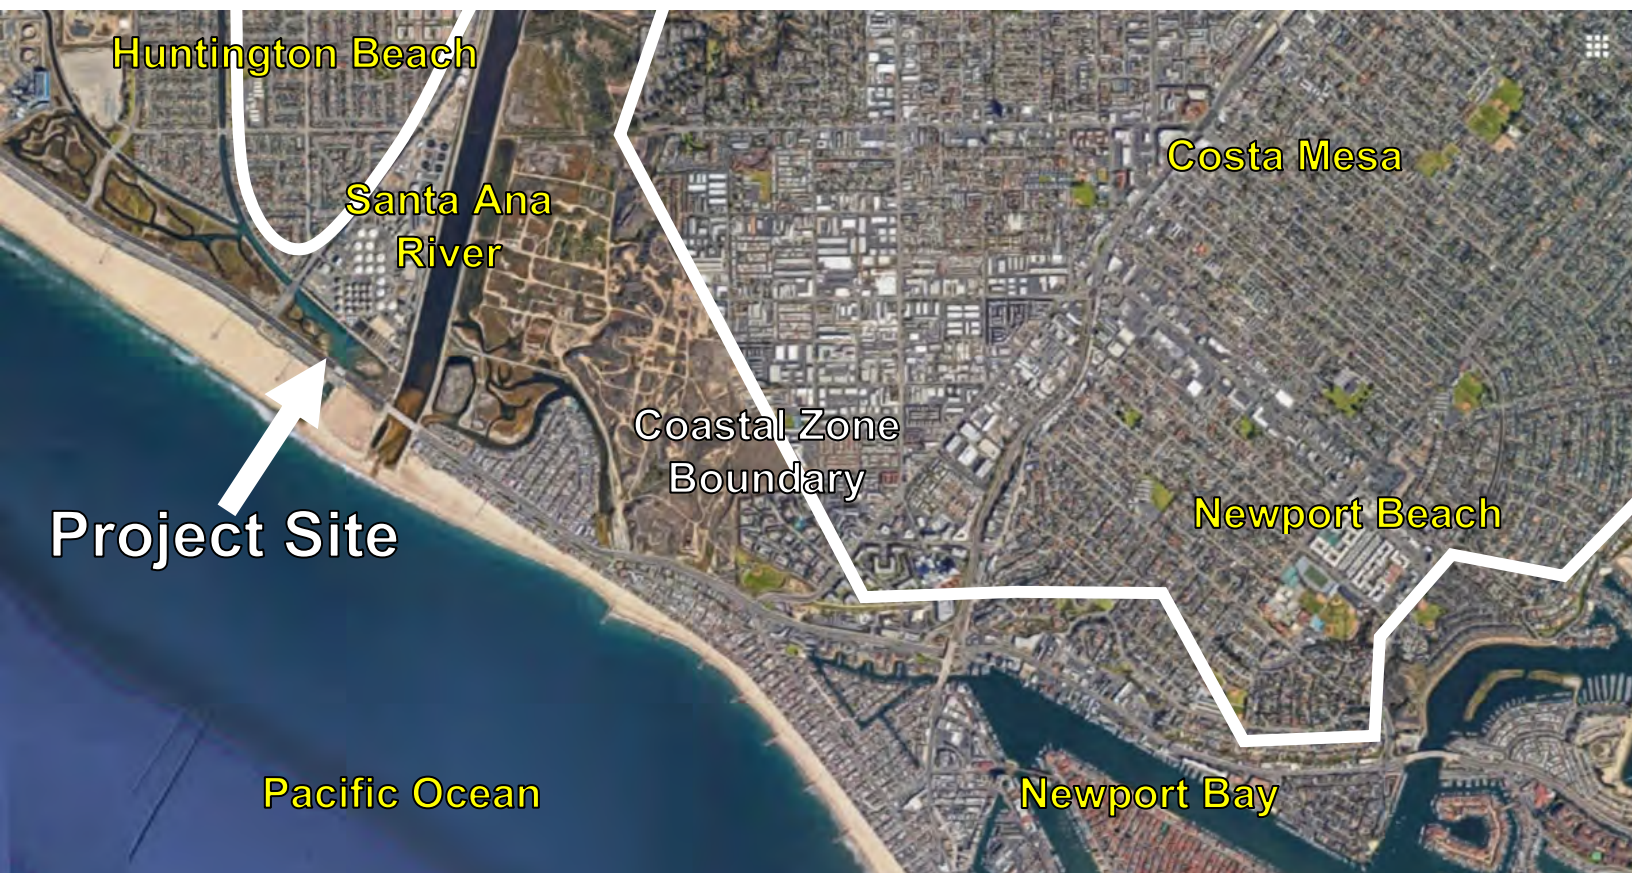 Huntington Beach
Costa Mesa
Santa Ana
River
Coastal Zone
Boundary
Project Site
Newport Beach
Pacific Ocean
Newport Bay